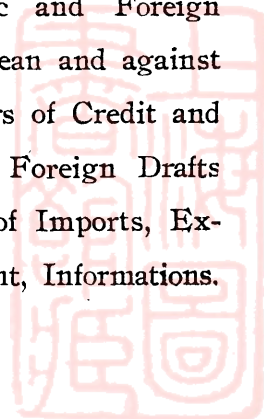 c and Foreign
ean and against
rs of Credit and
Foreign Drafts
of Imports, Ex-
nt, Informations.